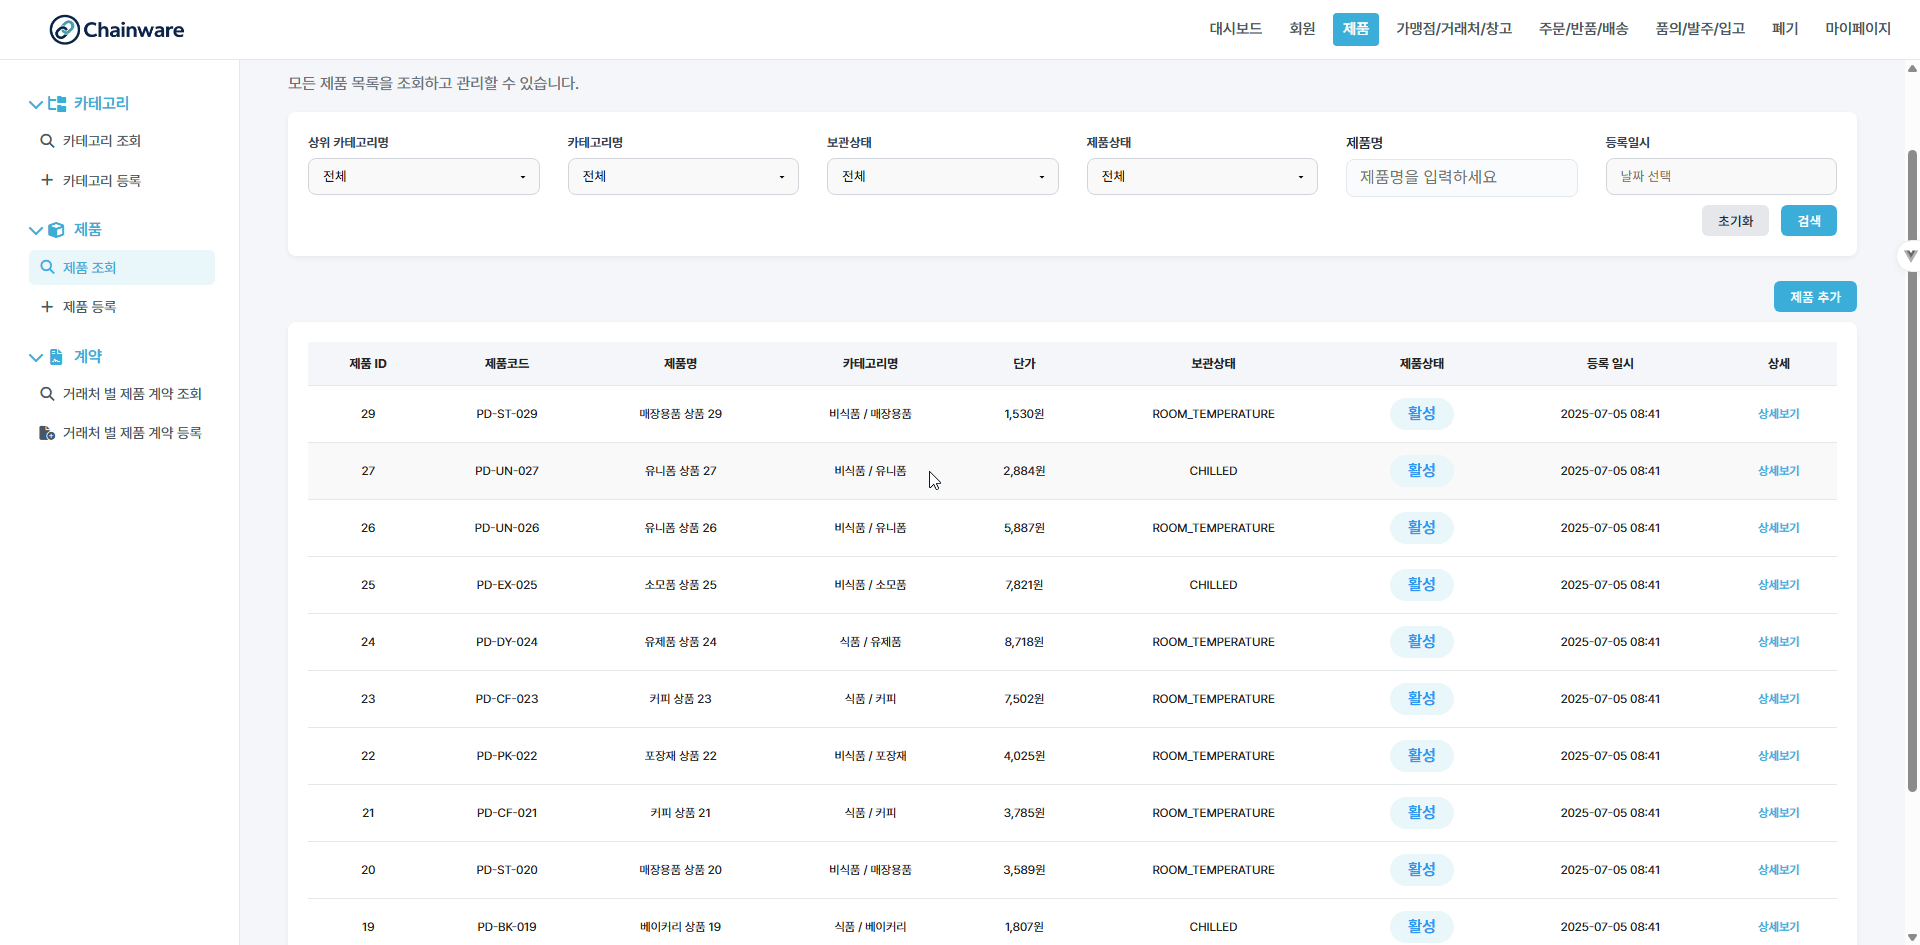 Chainware
대시보드 회원 제품 가맹점/거래처/창고 주문/반품/배송 품의/발주/입고 폐기 마이페이지
카테고리
카테고리 조회
카테고리 등록
제품
제품 조회
제품 등록
계약
거래처 별 제품 계약 조회
거래처 별 제품 계약 등록
모든 제품 목록을 조회하고 관리할 수 있습니다.
상위 카테고리명 카테고리명 보관상태 제품상태 제품명 등록일시
전체 전체 전체 전체 제품명을 입력하세요 날짜 선택
초기화 검색
제품 추가
제품 ID 제품코드 제품명 카테고리명 단가 보관상태 제품상태 등록 일시 상세
29 PD-ST-029 매장용품 상품 29 비식품 / 매장용품 1,530원 ROOM_TEMPERATURE 활성 2025-07-05 08:41 상세보기
27 PD-UN-027 유니폼 상품 27 비식품 / 유니폼 2,884원 CHILLED 활성 2025-07-05 08:41 상세보기
26 PD-UN-026 유니폼 상품 26 비식품 / 유니폼 5,887원 ROOM_TEMPERATURE 활성 2025-07-05 08:41 상세보기
25 PD-EX-025 소모품 상품 25 비식품 / 소모품 7,821원 CHILLED 활성 2025-07-05 08:41 상세보기
24 PD-DY-024 유제품 상품 24 식품 / 유제품 8,718원 ROOM_TEMPERATURE 활성 2025-07-05 08:41 상세보기
23 PD-CF-023 커피 상품 23 식품 / 커피 7,502원 ROOM_TEMPERATURE 활성 2025-07-05 08:41 상세보기
22 PD-PK-022 포장재 상품 22 비식품 / 포장재 4,025원 ROOM_TEMPERATURE 활성 2025-07-05 08:41 상세보기
21 PD-CF-021 커피 상품 21 식품 / 커피 3,785원 ROOM_TEMPERATURE 활성 2025-07-05 08:41 상세보기
20 PD-ST-020 매장용품 상품 20 비식품 / 매장용품 3,589원 ROOM_TEMPERATURE 활성 2025-07-05 08:41 상세보기
19 PD-BK-019 베이커리 상품 19 식품 / 베이커리 1,807원 CHILLED 활성 2025-07-05 08:41 상세보기